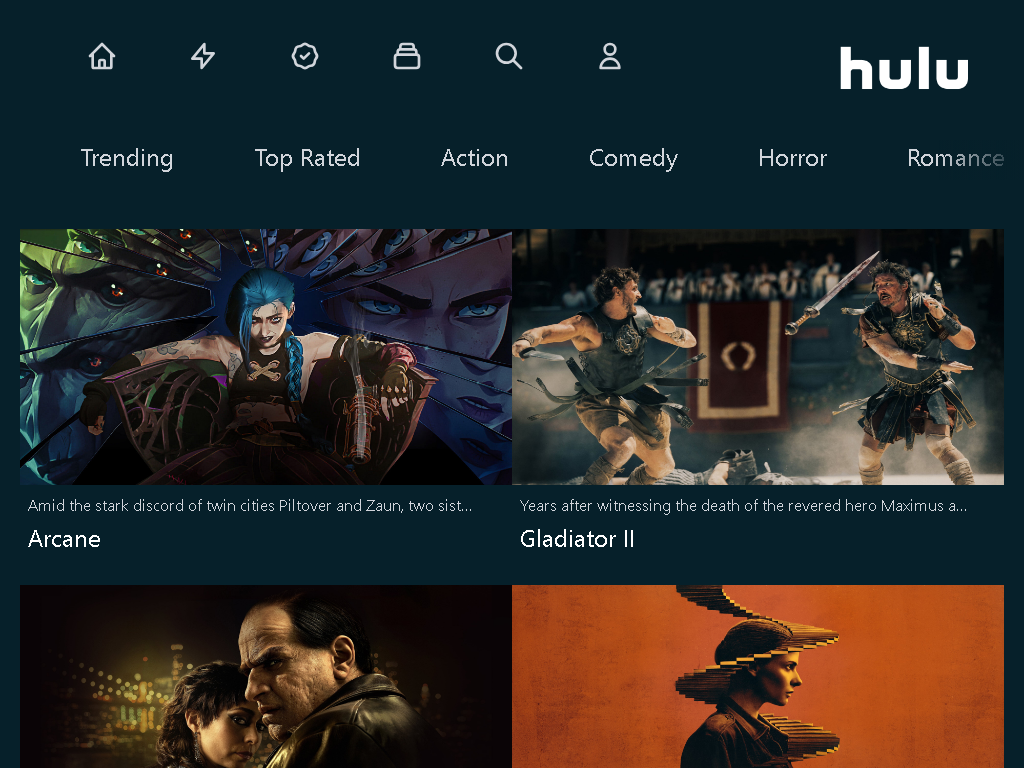 hulu
Trending
Top Rated
Action
Comedy
Horror
Romance
Amid the stark discord of twin cities Piltover and Zaun, two sist...
Arcane
Years after witnessing the death of the revered hero Maximus a...
Gladiator II